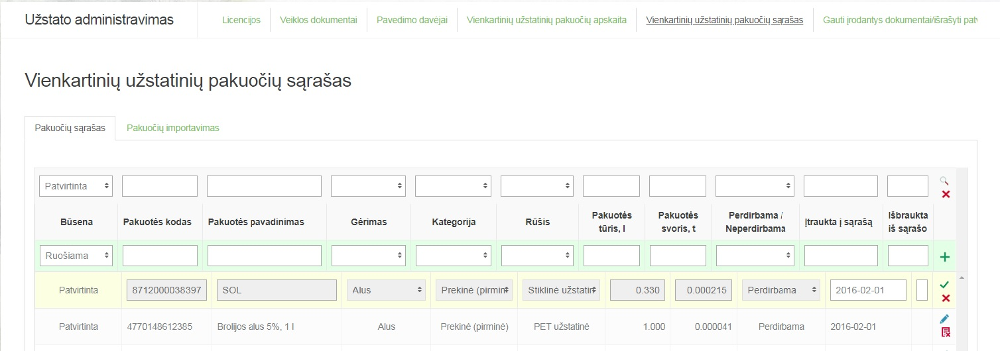 Užstato administravimas
Licencijos
Veiklos dokumentai
Pavedimo davėjai
Vienkartinių užstatinių pakuočių apskaita
Vienkartinių užstatinių pakuočių sąrašas
Gauti įrodantys dokumentai/išrašyti patv
Vienkartinių užstatinių pakuočių sąrašas
Pakuočių sąrašas
Pakuočių importavimas
Patvirtinta
Būsena
Pakuotės kodas
Pakuotės pavadinimas
Gėrimas
Kategorija
Rūšis
Pakuotės
tūris, l
Pakuotės
svoris, t
Perdirbama /
Neperdirbama
Įtraukta į sąrašą
Išbraukta
iš sąrašo
Ruošiama
Patvirtinta
8712000038397
SOL
Alus
Prekinė (pirmin
Stiklinė užstatin
0.330
0.000215
Perdirbama
2016-02-01
Patvirtinta
4770148612385
Brolijos alus 5%, 1 l
Alus
Prekinė (pirminė)
PET užstatinė
1.000
0.000041
Perdirbama
2016-02-01